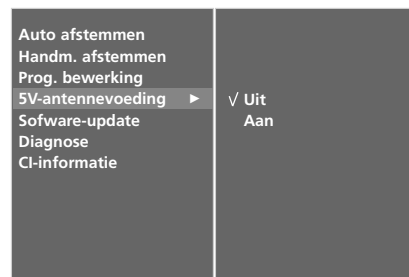 Auto afstemmen
Handm. afstemmen
Prog. bewerking
5V-antennevoeding ►
Sofware-update
Diagnose
CI-informatie
√ Uit
Aan